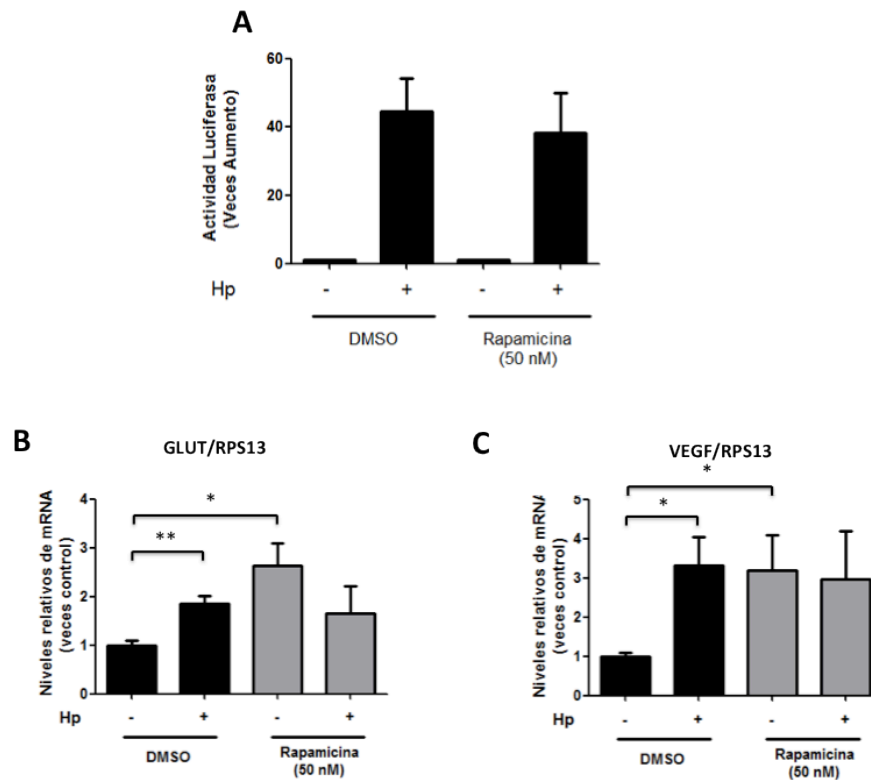 A
Actividad Luciferasa
(Veces Aumento)
60
40
20
0
Hp - + - +
DMSO Rapamicina
(50 nM)
B
GLUT/RPS13
Niveles relativos de mRNA
(veces control)
4
3
2
1
0
* 
**
Hp - + - +
DMSO Rapamicina
(50 nM)
C
VEGF/RPS13
Niveles relativos de mRNA
(veces control)
5
4
3
2
1
0
*
*
Hp - + - +
DMSO Rapamicina
(50 nM)